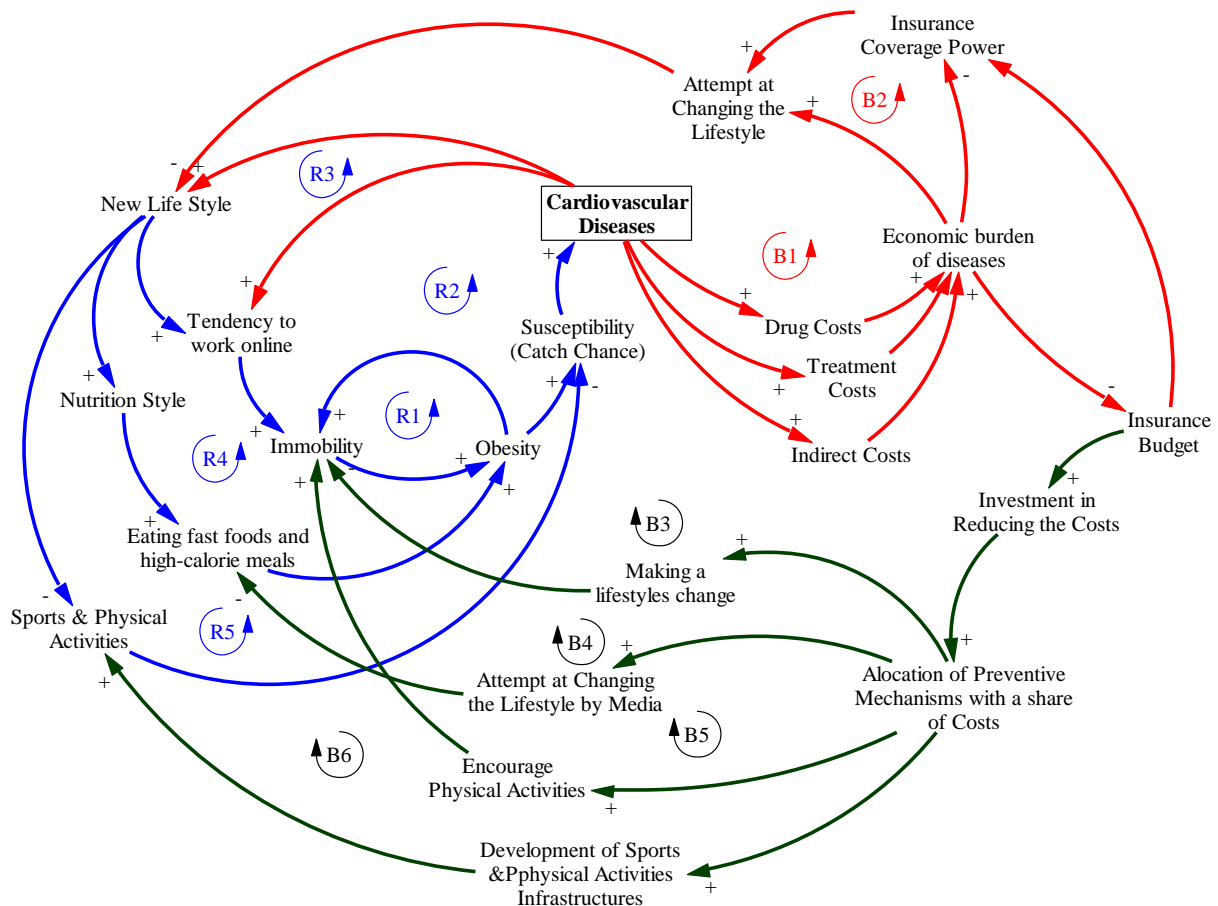 Insurance
Coverage Power
+
Attempt at
Changing the
Lifestyle
+
-
B2
-
+
R3
New Life Style
Cardiovascular
Diseases
Economic burden
of diseases
B1
+
R2
+
+
+
+
Tendency to
work online
+
Susceptibility
(Catch Chance)
Drug Costs
+
Treatment
Costs
+
Nutrition Style
+
-
-
R1
+
+
Insurance
Budget
+
R4
Immobility
+
-
+
Obesity
+
Indirect Costs
+
+
Investment in
Reducing the Costs
+
Eating fast foods and
high-calorie meals
B3
+
Making a
lifestyles change
-
-
Sports & Physical
Activities
R5
B4
+
+
Alocation of Preventive
Mechanisms with a share
of Costs
+
Attempt at Changing
the Lifestyle by Media
B5
B6
Encourage
Physical Activities
+
Development of Sports
&Pphysical Activities
Infrastructures
+